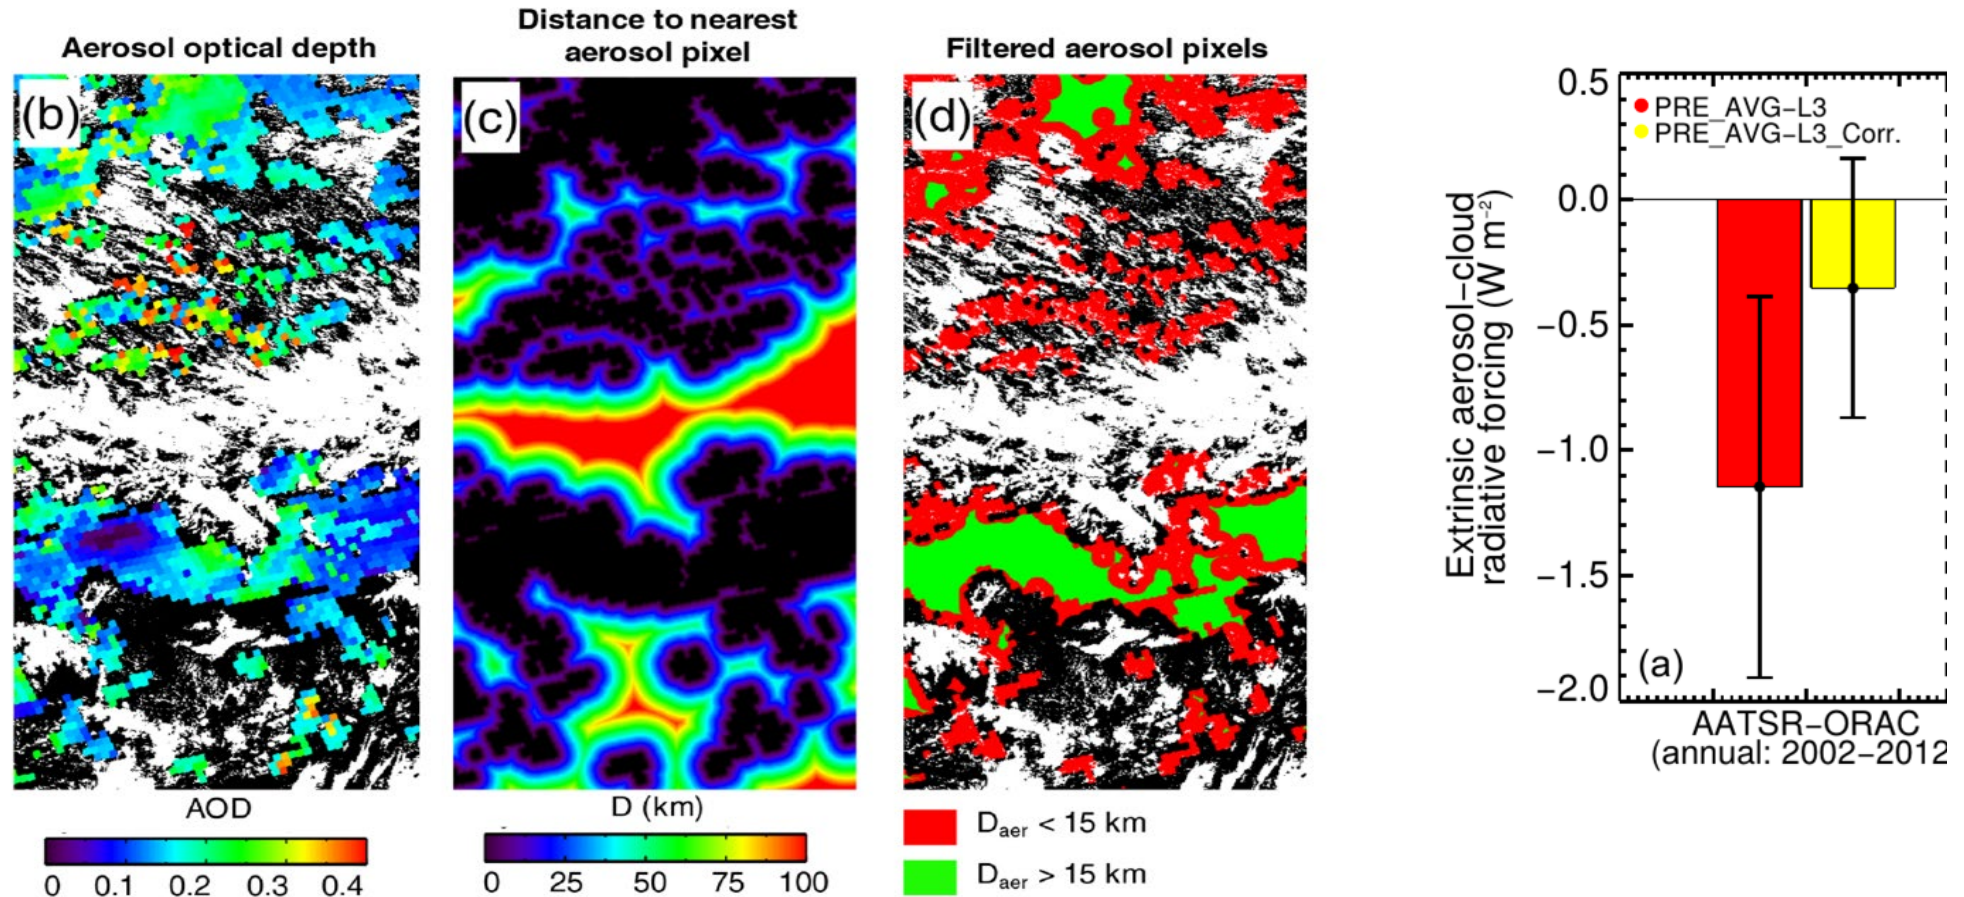 Aerosol optical depth
(b)
AOD
0 0.1 0.2 0.3 0.4
Distance to nearest
aerosol pixel
(c)
D (km)
0 25 50 75 100
Filtered aerosol pixels
(d)
Daer < 15 km
Daer > 15 km
Extrinsic aerosol−cloud
radiative forcing (W m−2)
0.5
0.0
−0.5
−1.0
−1.5
−2.0
PRE_AVG−L3
PRE_AVG−L3_Corr.
(a)
AATSR−ORAC
(annual: 2002−2012